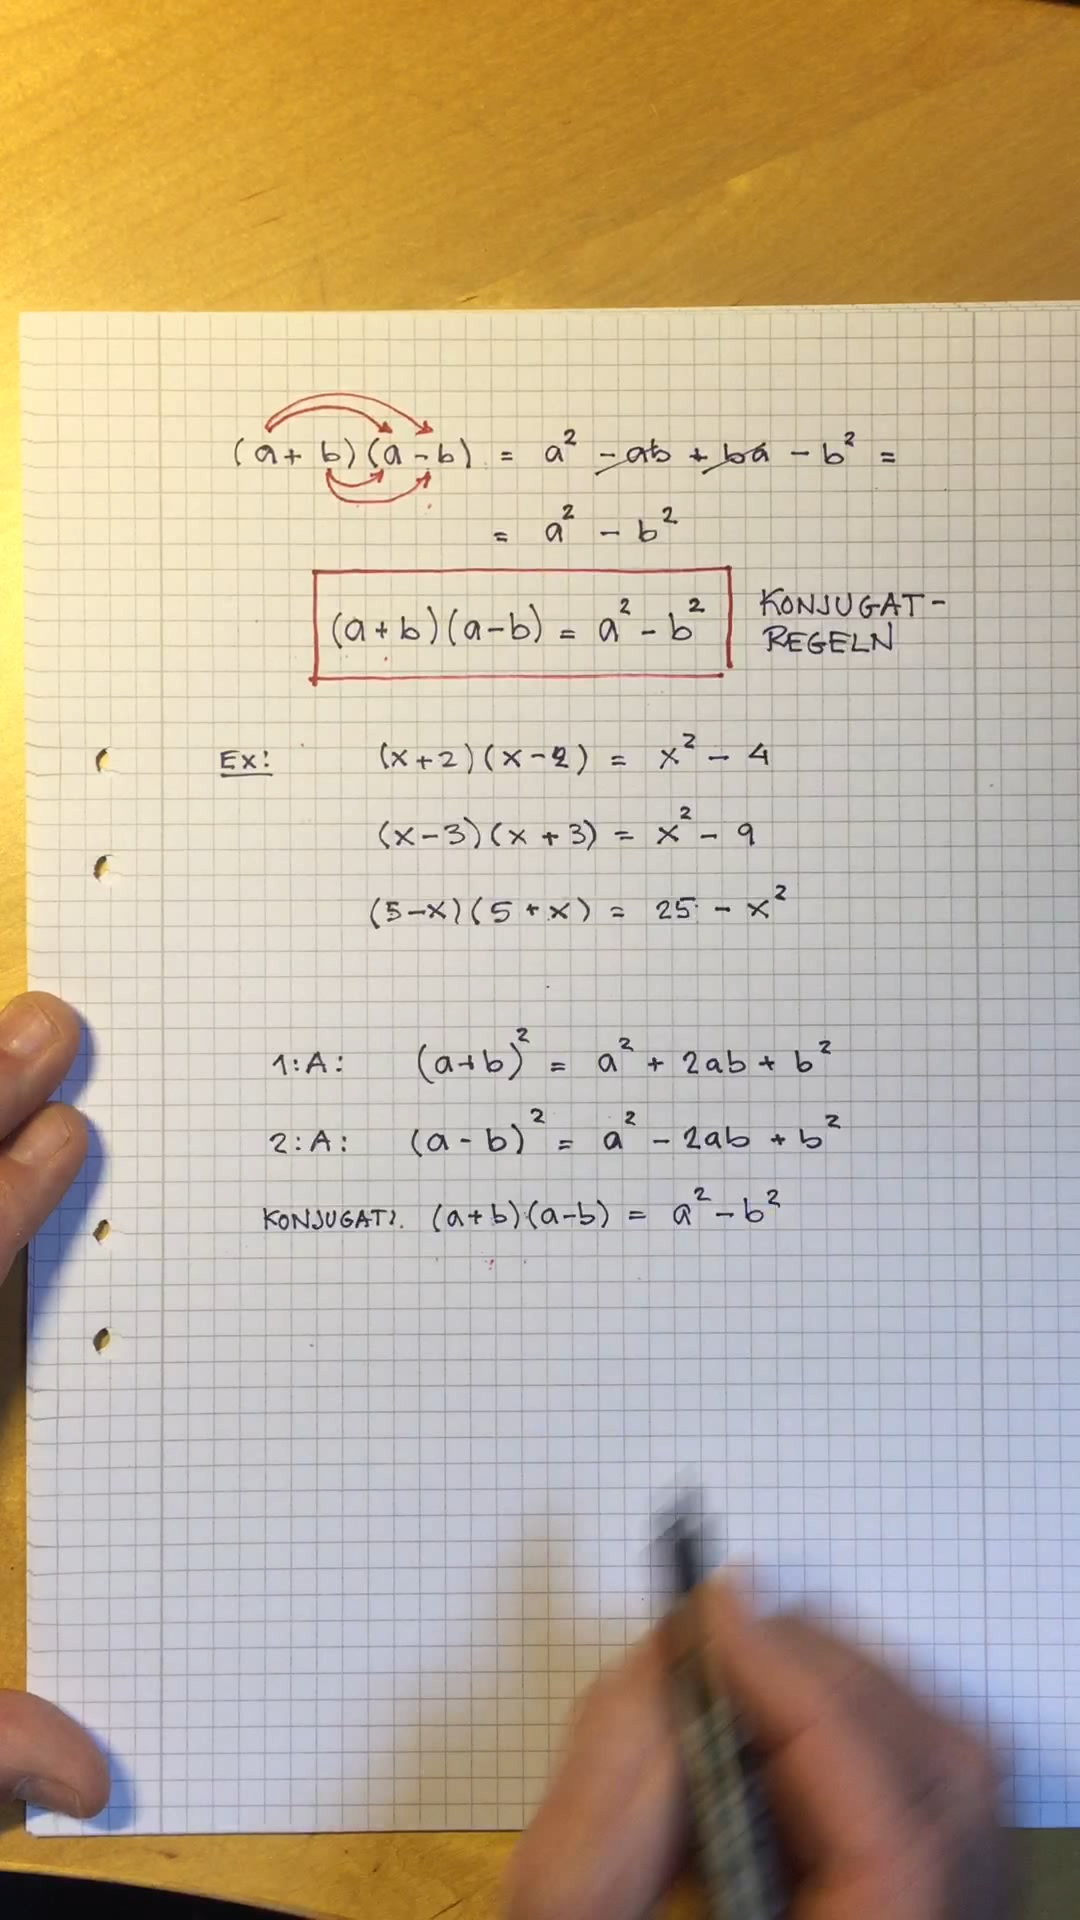 (a + b)(a - b) = a² - ab + ba - b² =
= a² - b²
(a + b)(a - b) = a² - b²
KONJUGAT-
REGELN
Ex: (x + 2)(x - 2) = x² - 4
(x - 3)(x + 3) = x² - 9
(5 - x)(5 + x) = 25 - x²
1:A: (a + b)² = a² + 2ab + b²
2:A: (a - b)² = a² - 2ab + b²
KONJUGAT: (a + b)(a - b) = a² - b²